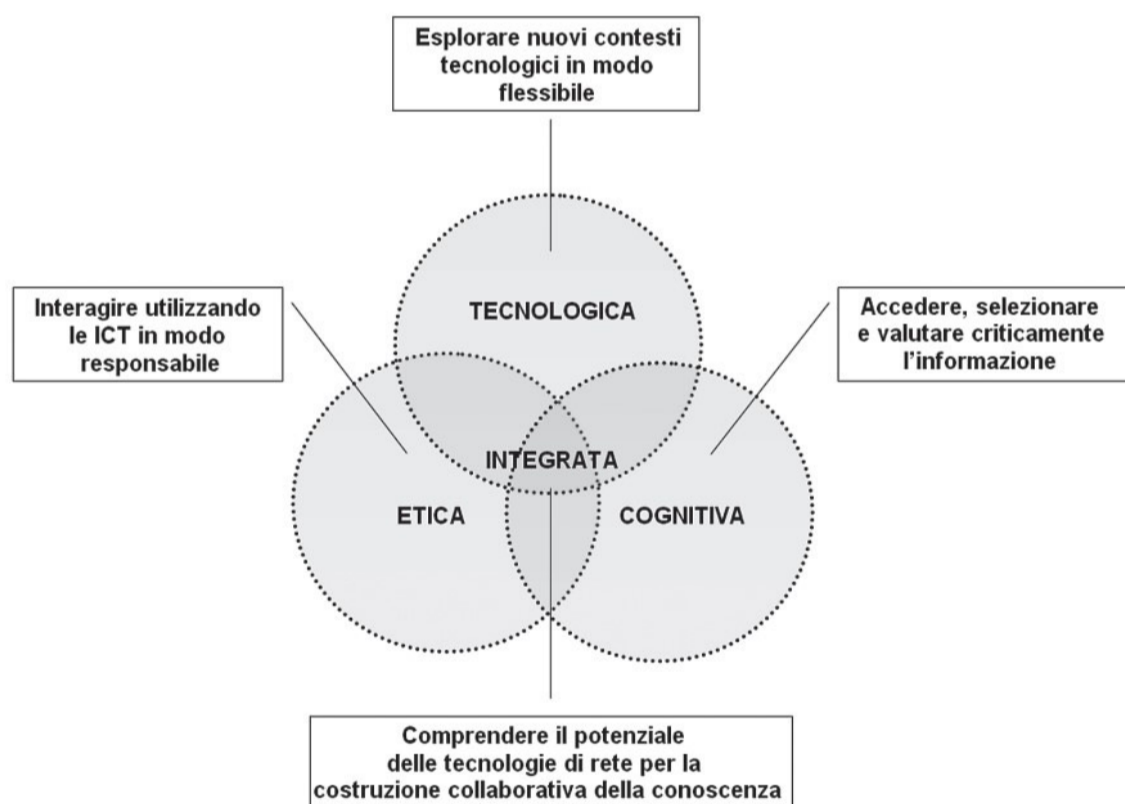 Esplorare nuovi contesti
tecnologici in modo
flessibile
TECNOLOGICA
Interagire utilizzando
le ICT in modo
responsabile
Accedere, selezionare
e valutare criticamente
l'informazione
INTEGRATA
ETICA
COGNITIVA
Comprendere il potenziale
delle tecnologie di rete per la
costruzione collaborativa della conoscenza